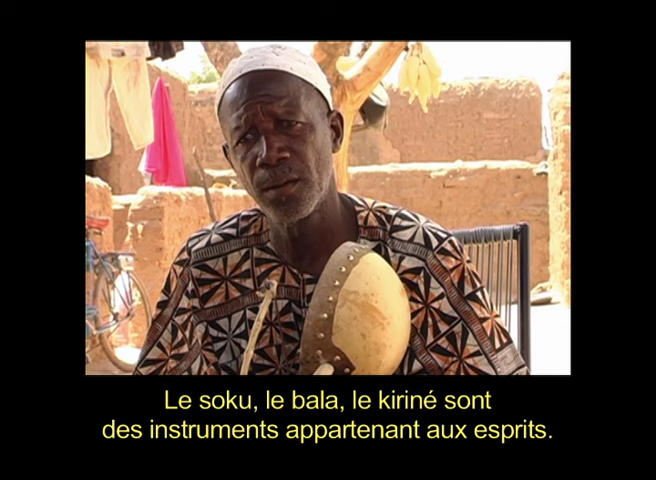 Le soku, le bala, le kiriné sont
des instruments appartenant aux esprits.